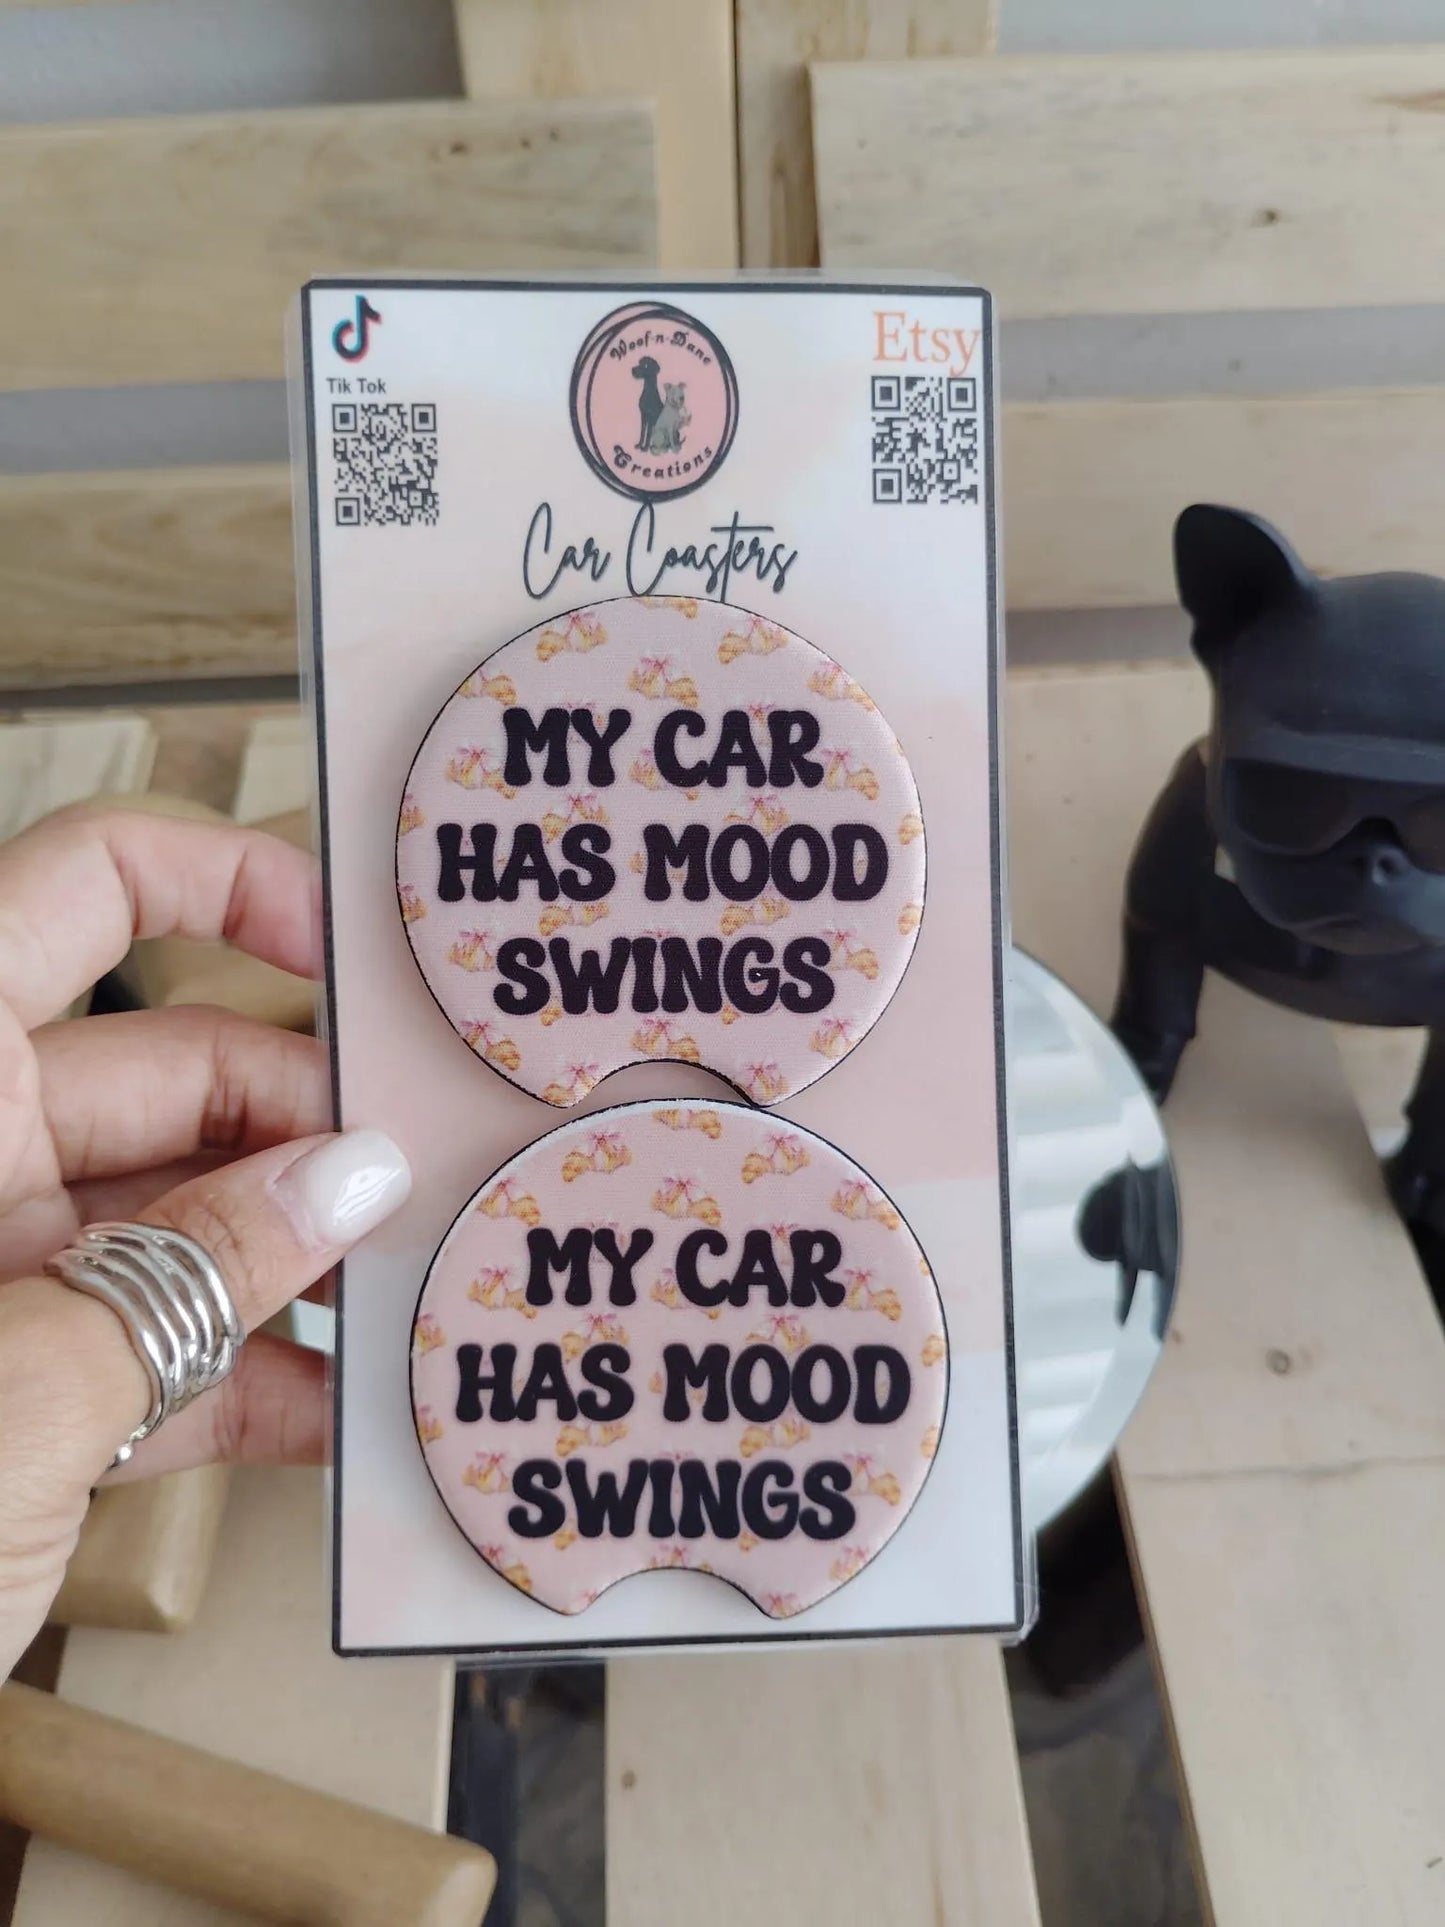 Tik Tok
Woof-n-Dane
Creations
Etsy
Car Coasters
MY CAR
HAS MOOD
SWINGS
MY CAR
HAS MOOD
SWINGS